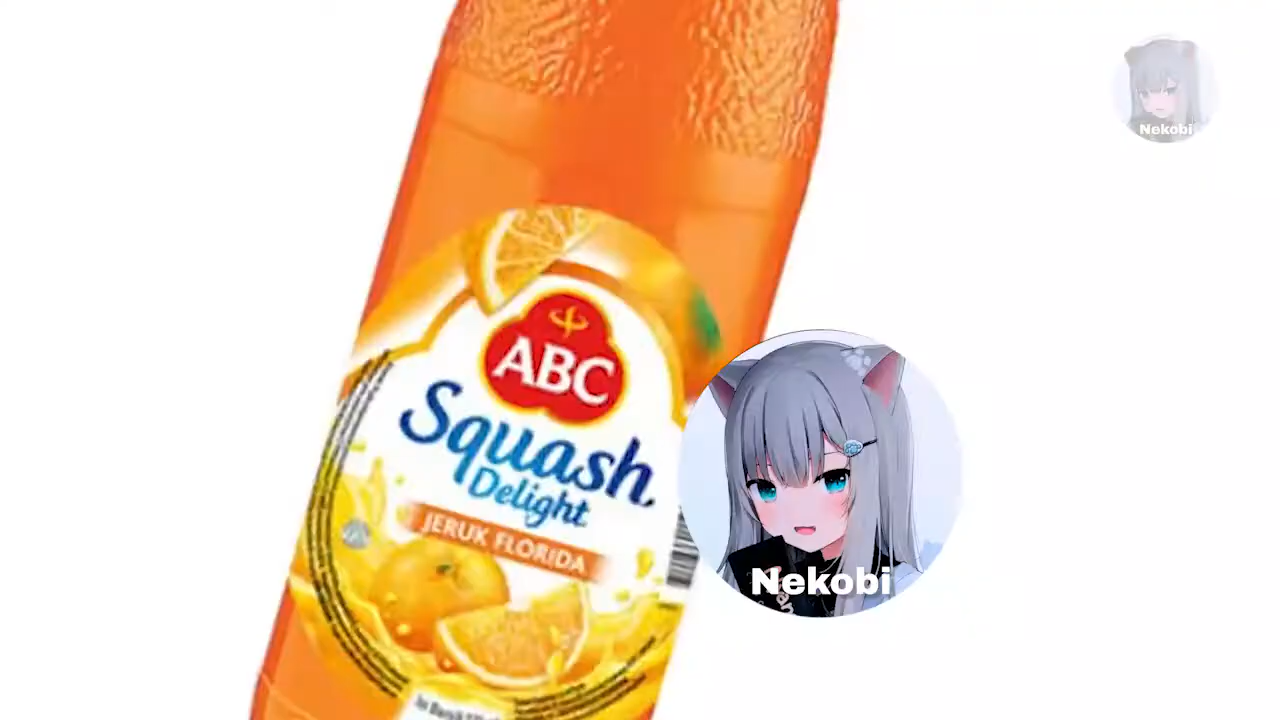 Nekobi
ABC
Squash
Delight
JERUK FLORIDA
Nekobi